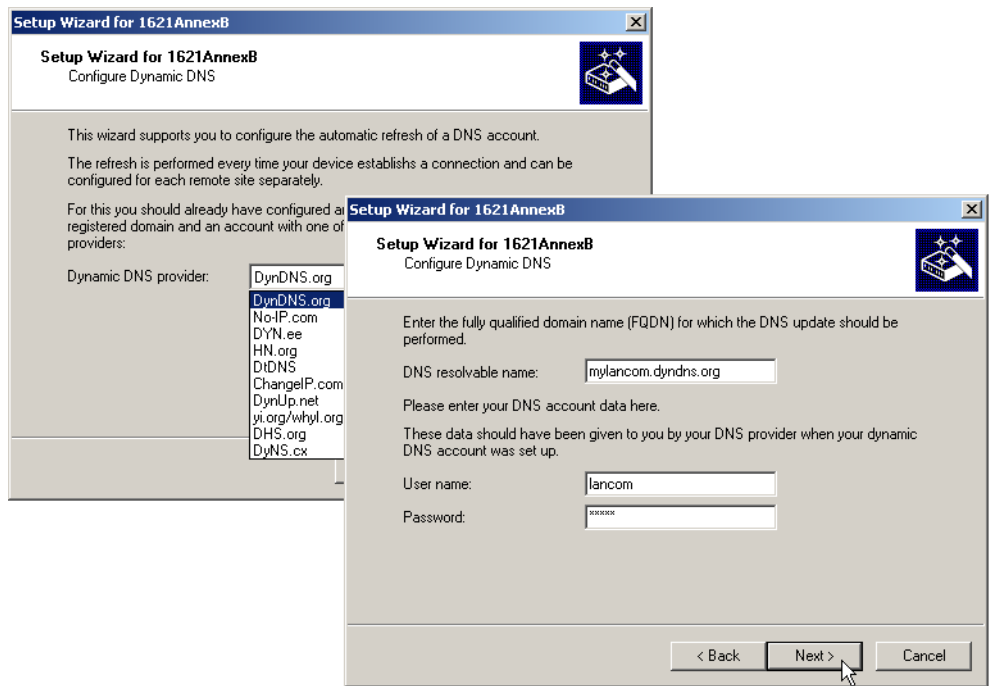 Setup Wizard for 1621AnnexB
Setup Wizard for 1621AnnexB
Configure Dynamic DNS
This wizard supports you to configure the automatic refresh of a DNS account.
The refresh is performed every time your device establishs a connection and can be
configured for each remote site separately.
For this you should already have configured
registered domain and an account with one of
providers:
Dynamic DNS provider:
DynDNS.org
DynDNS.org
No-IP.com
DYN.ee
HN.org
DtDNS
ChangeIP.com
DynUp.net
yi.org/whyI.org
DHS.org
DyNS.cx
Setup Wizard for 1621AnnexB
Setup Wizard for 1621AnnexB
Configure Dynamic DNS
Enter the fully qualified domain name (FQDN) for which the DNS update should be
performed.
DNS resolvable name:
mylancom.dyndns.org
Please enter your DNS account data here.
These data should have been given to you by your DNS provider when your dynamic
DNS account was set up.
User name:
lancom
Password:
*****
< Back
Next >
Cancel